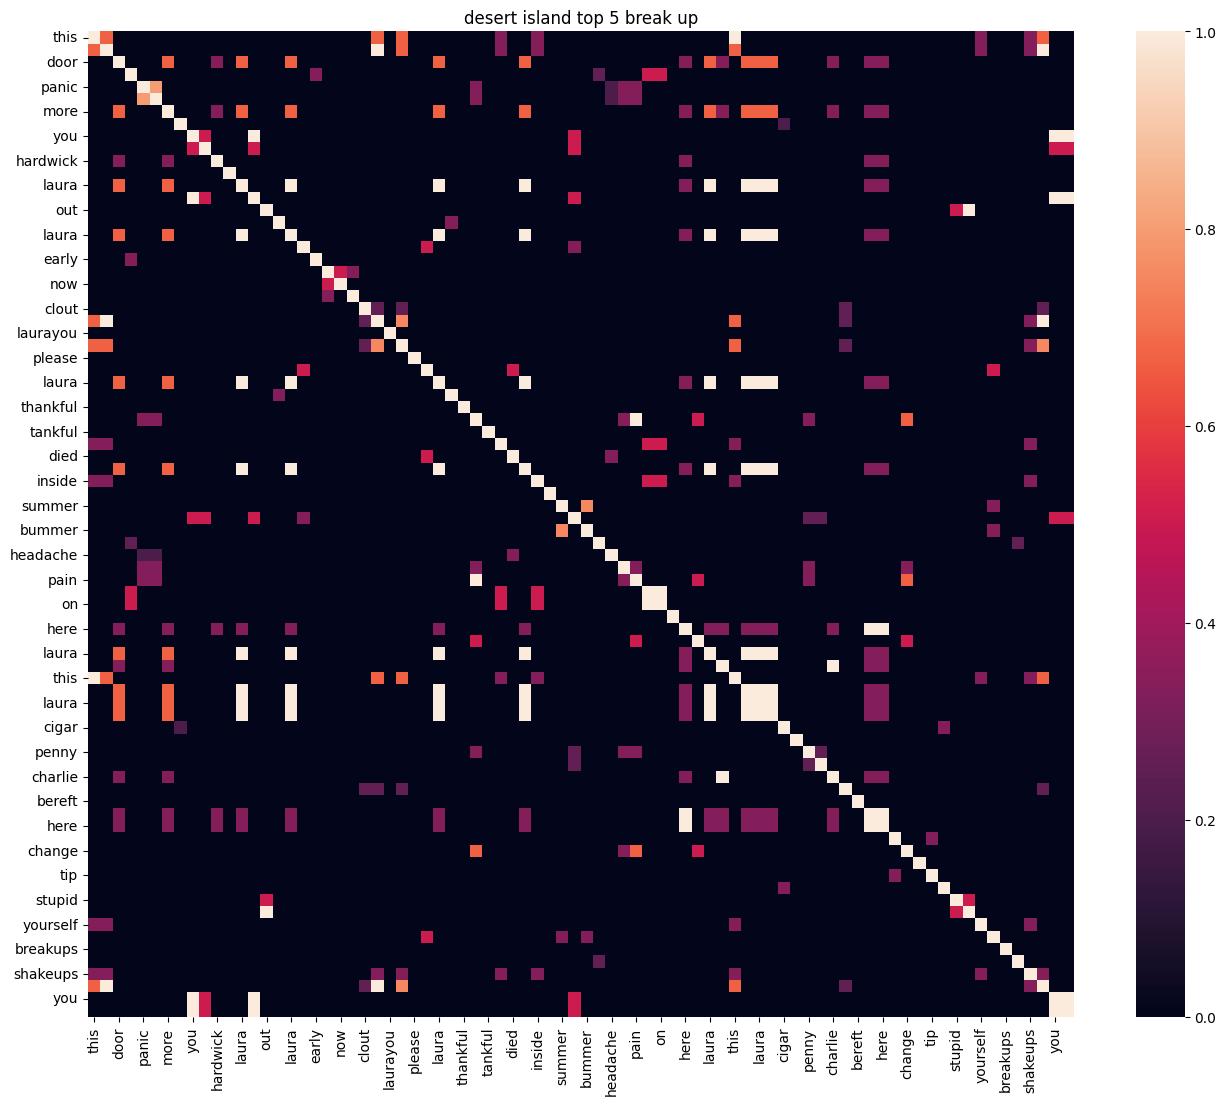 desert island top 5 break up
this
door
panic
more
you
hardwick
laura
out
laura
early
now
clout
laurayou
please
laura
thankful
tankful
died
inside
summer
bummer
headache
pain
on
here
laura
this
laura
cigar
penny
charlie
bereft
here
change
tip
stupid
yourself
breakups
shakeups
you
this
door
panic
more
you
hardwick
laura
out
laura
early
now
clout
laurayou
please
laura
thankful
tankful
died
inside
summer
bummer
headache
pain
on
here
laura
this
laura
cigar
penny
charlie
bereft
here
change
tip
stupid
yourself
breakups
shakeups
you
1.0
0.8
0.6
0.4
0.2
0.0